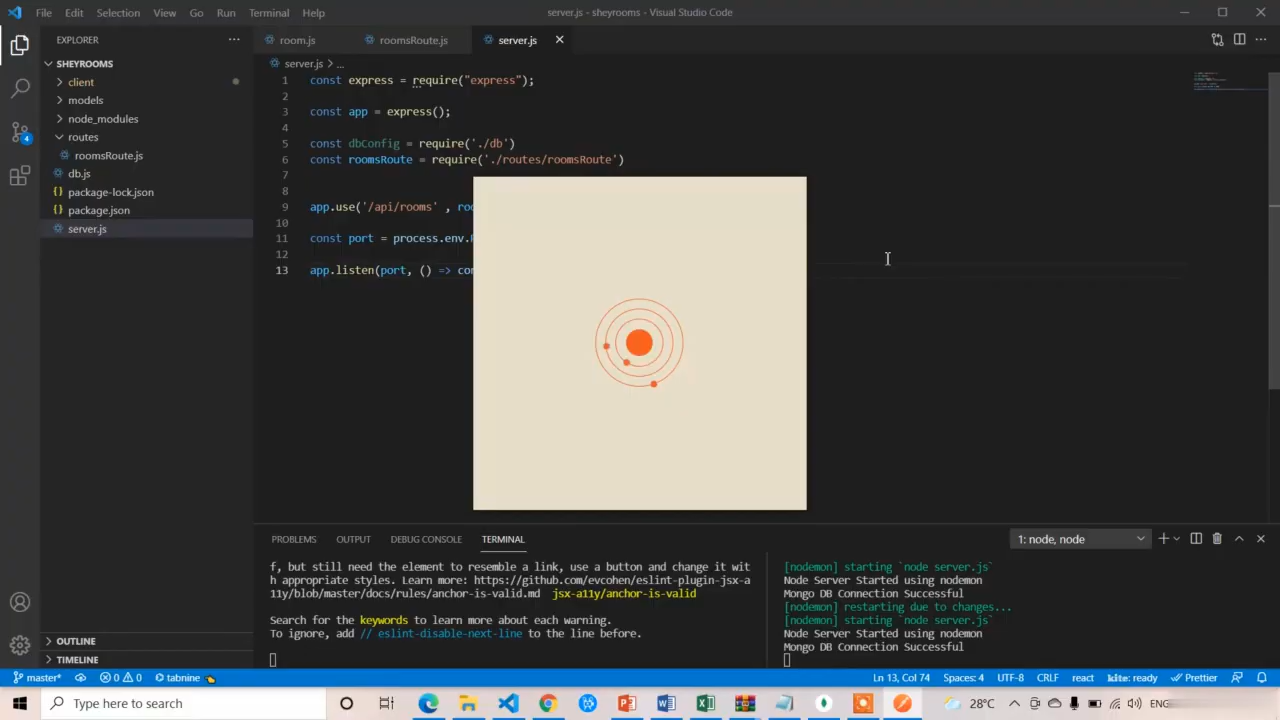 File Edit Selection View Go Run Terminal Help
server.js - sheyrooms - Visual Studio Code
EXPLORER
SHEYROOMS
client
models
node_modules
routes
roomsRoute.js
db.js
package-lock.json
package.json
server.js
OUTLINE
TIMELINE
room.js
roomsRoute.js
server.js
server.js > ...
1 const express = require("express");
2
3 const app = express();
4
5 const dbConfig = require('./db')
6 const roomsRoute = require('./routes/roomsRoute')
7
8
9 app.use('/api/rooms' , roo
10
11 const port = process.env.
12
13 app.listen(port, () => con
PROBLEMS OUTPUT DEBUG CONSOLE TERMINAL
1: node, node
f, but still need the element to resemble a link, use a button and change it wit
h appropriate styles. Learn more: https://github.com/evcohen/eslint-plugin-jsx-a
11y/blob/master/docs/rules/anchor-is-valid.md jsx-a11y/anchor-is-valid
Search for the keywords to learn more about each warning.
To ignore, add // eslint-disable-next-line to the line before.
[nodemon] starting `node server.js`
Node Server Started using nodemon
Mongo DB Connection Successful
[nodemon] restarting due to changes...
[nodemon] starting `node server.js`
Node Server Started using nodemon
Mongo DB Connection Successful
master* 0 0 tabnine
Ln 13, Col 74 Spaces: 4 UTF-8 CRLF react kite: ready Prettier
Type here to search
28°C
ENG